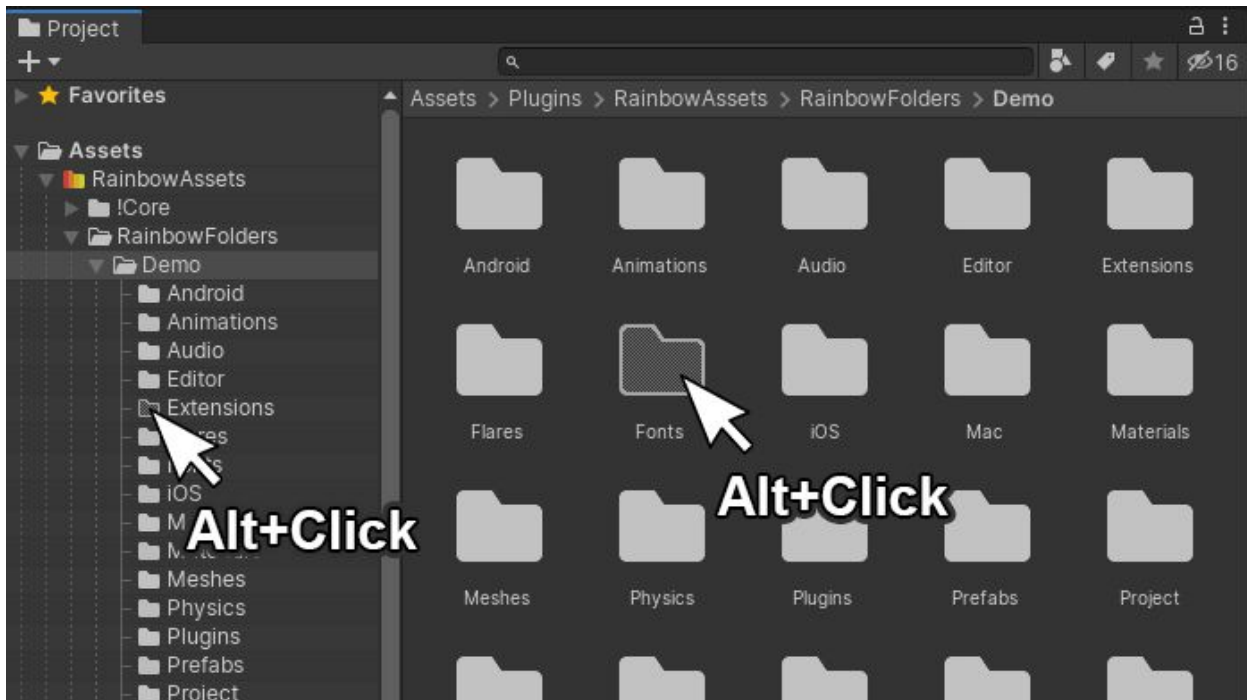 Project
16
Favorites
Assets > Plugins > RainbowAssets > RainbowFolders > Demo
Assets
RainbowAssets
!Core
RainbowFolders
Demo
Android
Animations
Audio
Editor
Extensions
iOS
Meshes
Physics
Plugins
Prefabs
Project
Alt+Click
Android Animations Audio Editor Extensions
Flares Fonts iOS Mac Materials
Alt+Click
Meshes Physics Plugins Prefabs Project